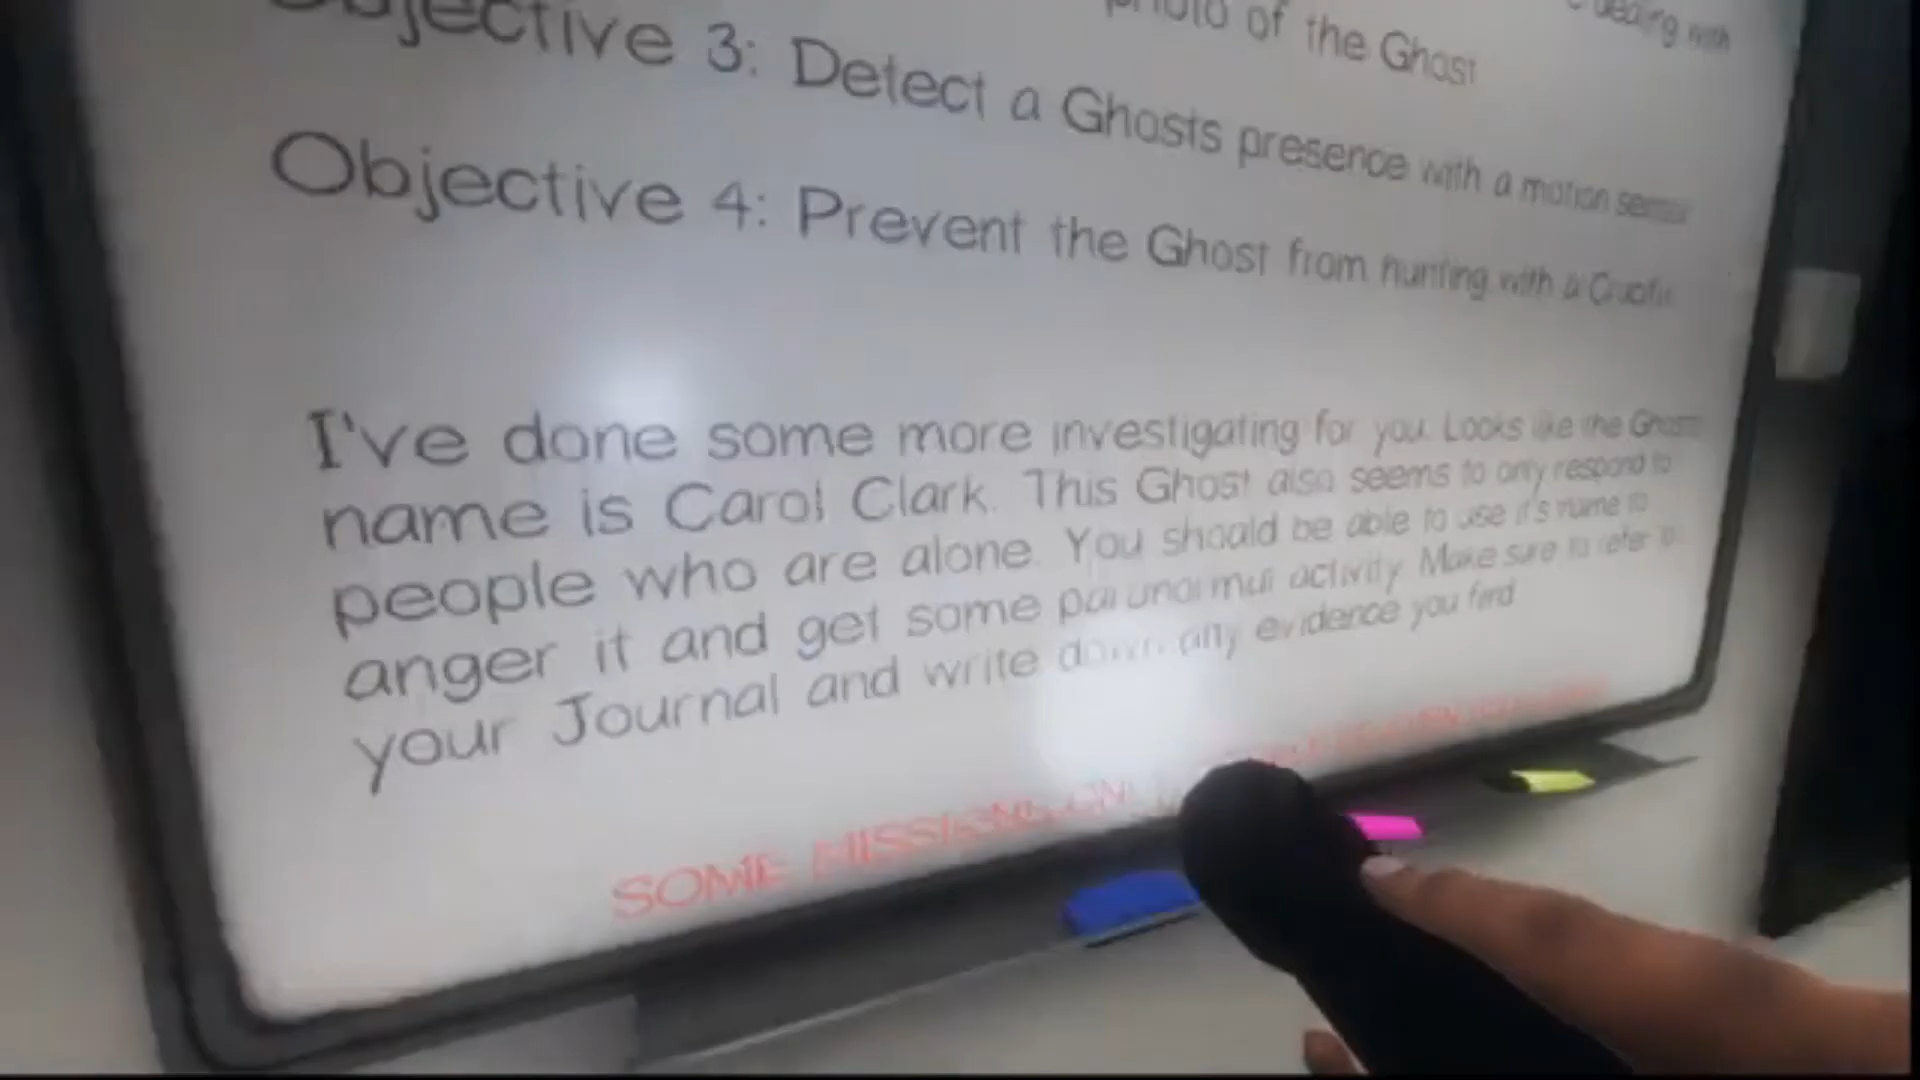 dealing with
photo of the Ghost
Objective 3: Detect a Ghosts presence with a motion sensor
Objective 4: Prevent the Ghost from hunting with a
I've done some more investigating for you. Looks like the Ghosts
name is Carol Clark. This Ghost also seems to only respond to
people who are alone. You should be able to use it's name to
anger it and get some paranormal activity. Make sure to refer to
your Journal and write down any evidence you find
SOME MISSIONS